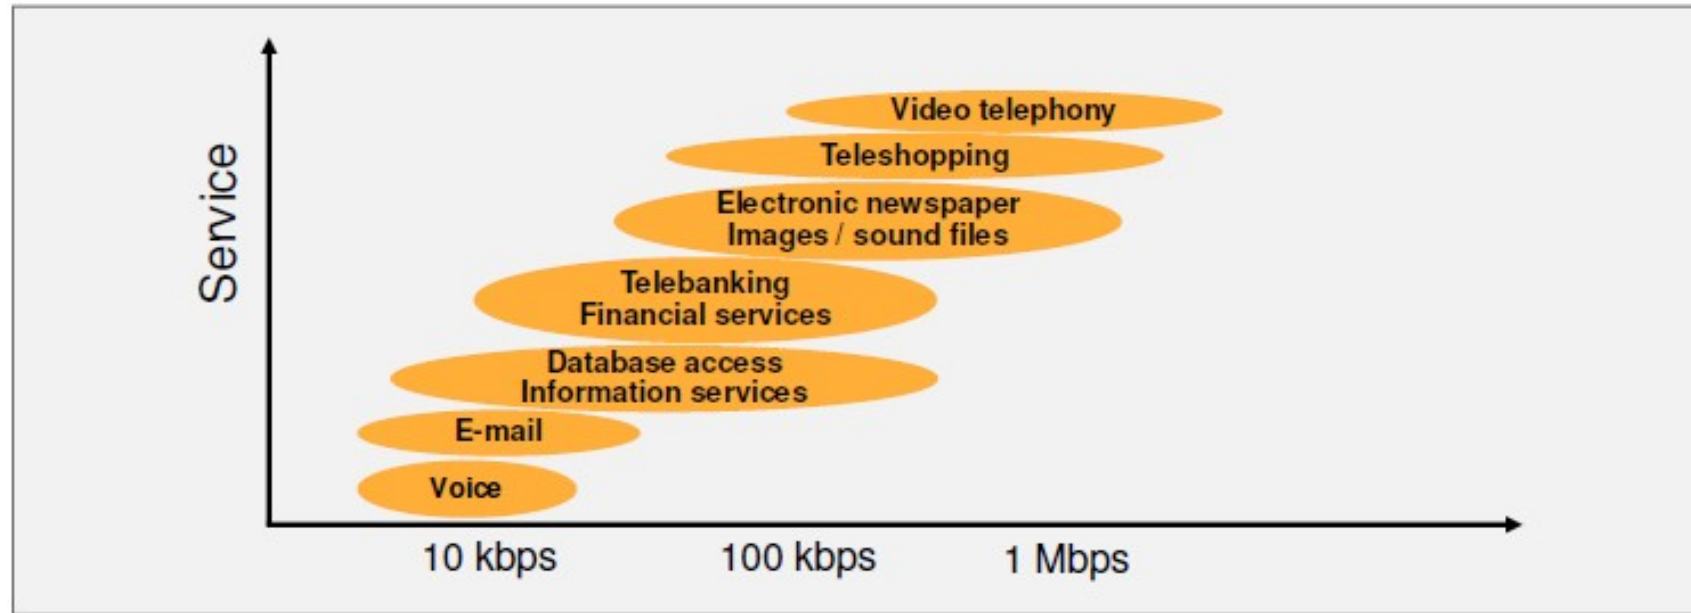 Service
Video telephony
Teleshopping
Electronic newspaper
Images / sound files
Telebanking
Financial services
Database access
Information services
E-mail
Voice
10 kbps
100 kbps
1 Mbps